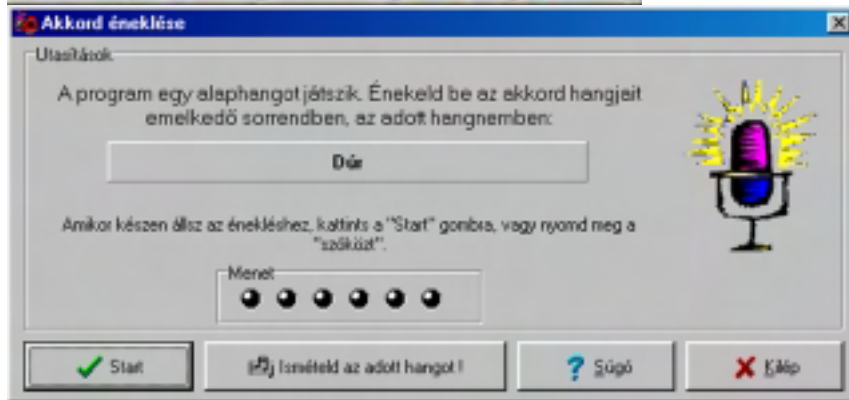 Akkord éneklése
Utasítások
A program egy alaphangot játszik. Énekeld be az akkord hangjait
emelkedő sorrendben, az adott hangnemben:
Dúr
Amikor készen állsz az énekléshez, kattints a "Start" gombra, vagy nyomd meg a
"szóközt".
Menet
Start
Ismételd az adott hangot !
Súgó
Kilép